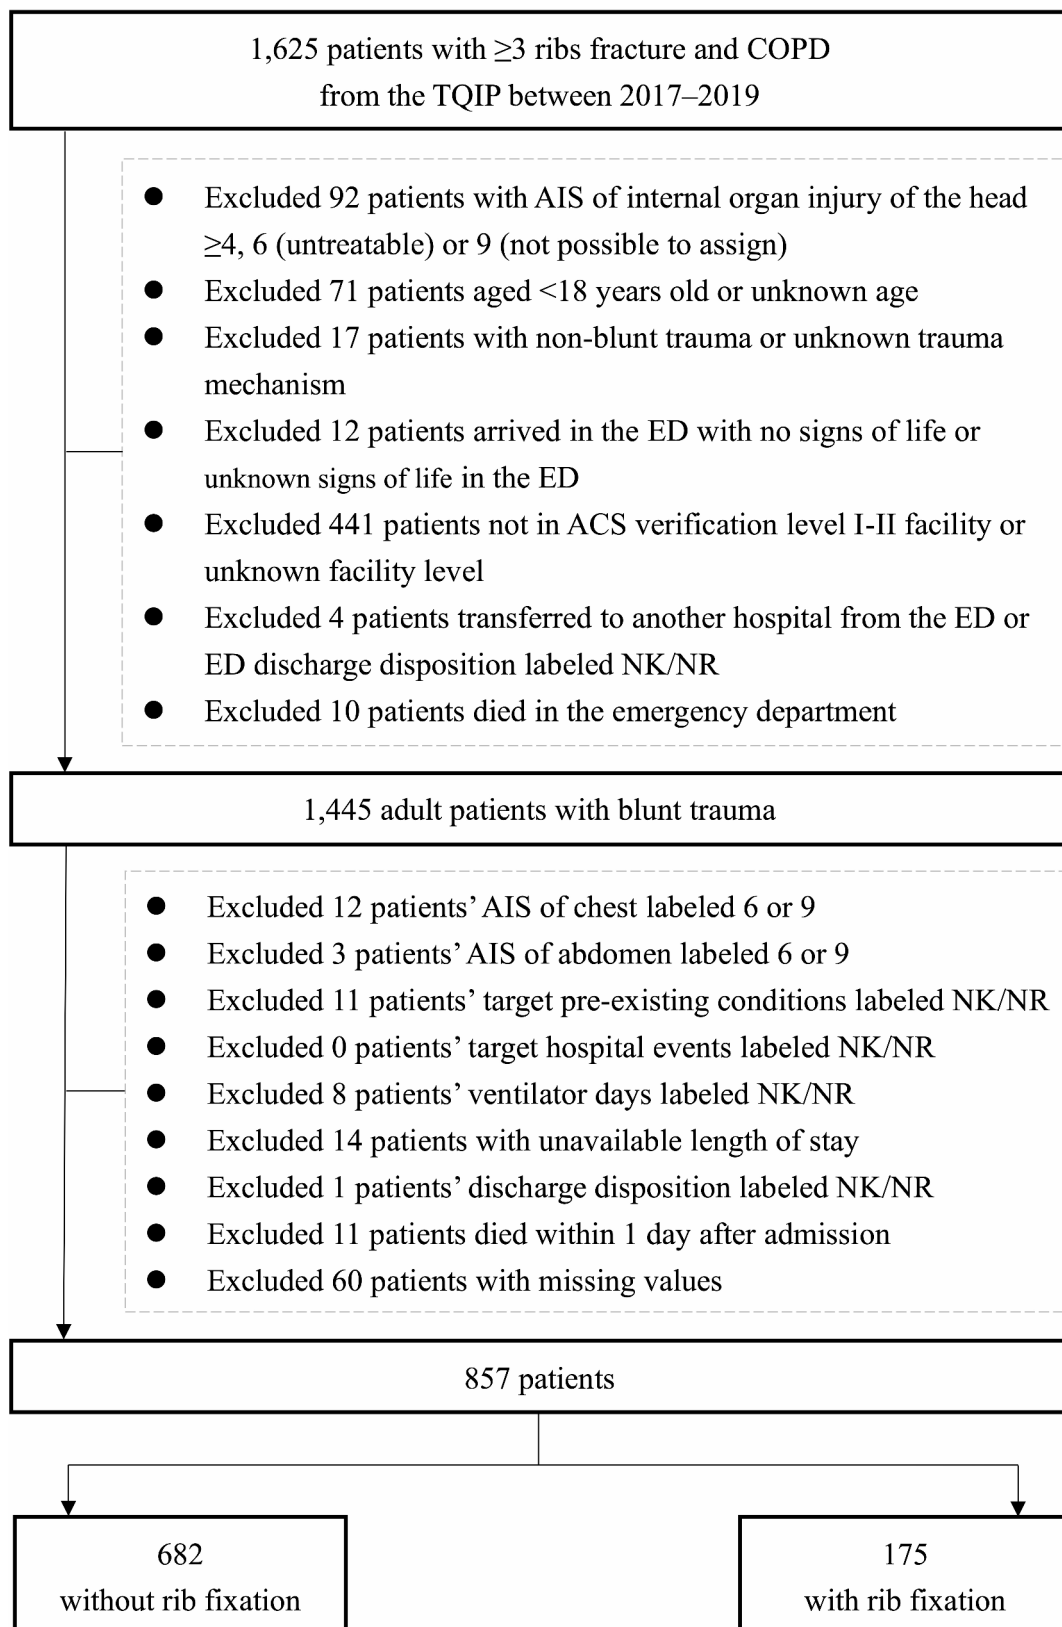 1,625 patients with ≥3 ribs fracture and COPD
from the TQIP between 2017–2019
● Excluded 92 patients with AIS of internal organ injury of the head
≥4, 6 (untreatable) or 9 (not possible to assign)
● Excluded 71 patients aged <18 years old or unknown age
● Excluded 17 patients with non-blunt trauma or unknown trauma
mechanism
● Excluded 12 patients arrived in the ED with no signs of life or
unknown signs of life in the ED
● Excluded 441 patients not in ACS verification level I-II facility or
unknown facility level
● Excluded 4 patients transferred to another hospital from the ED or
ED discharge disposition labeled NK/NR
● Excluded 10 patients died in the emergency department
1,445 adult patients with blunt trauma
● Excluded 12 patients’ AIS of chest labeled 6 or 9
● Excluded 3 patients’ AIS of abdomen labeled 6 or 9
● Excluded 11 patients’ target pre-existing conditions labeled NK/NR
● Excluded 0 patients’ target hospital events labeled NK/NR
● Excluded 8 patients’ ventilator days labeled NK/NR
● Excluded 14 patients with unavailable length of stay
● Excluded 1 patients’ discharge disposition labeled NK/NR
● Excluded 11 patients died within 1 day after admission
● Excluded 60 patients with missing values
857 patients
682
without rib fixation
175
with rib fixation